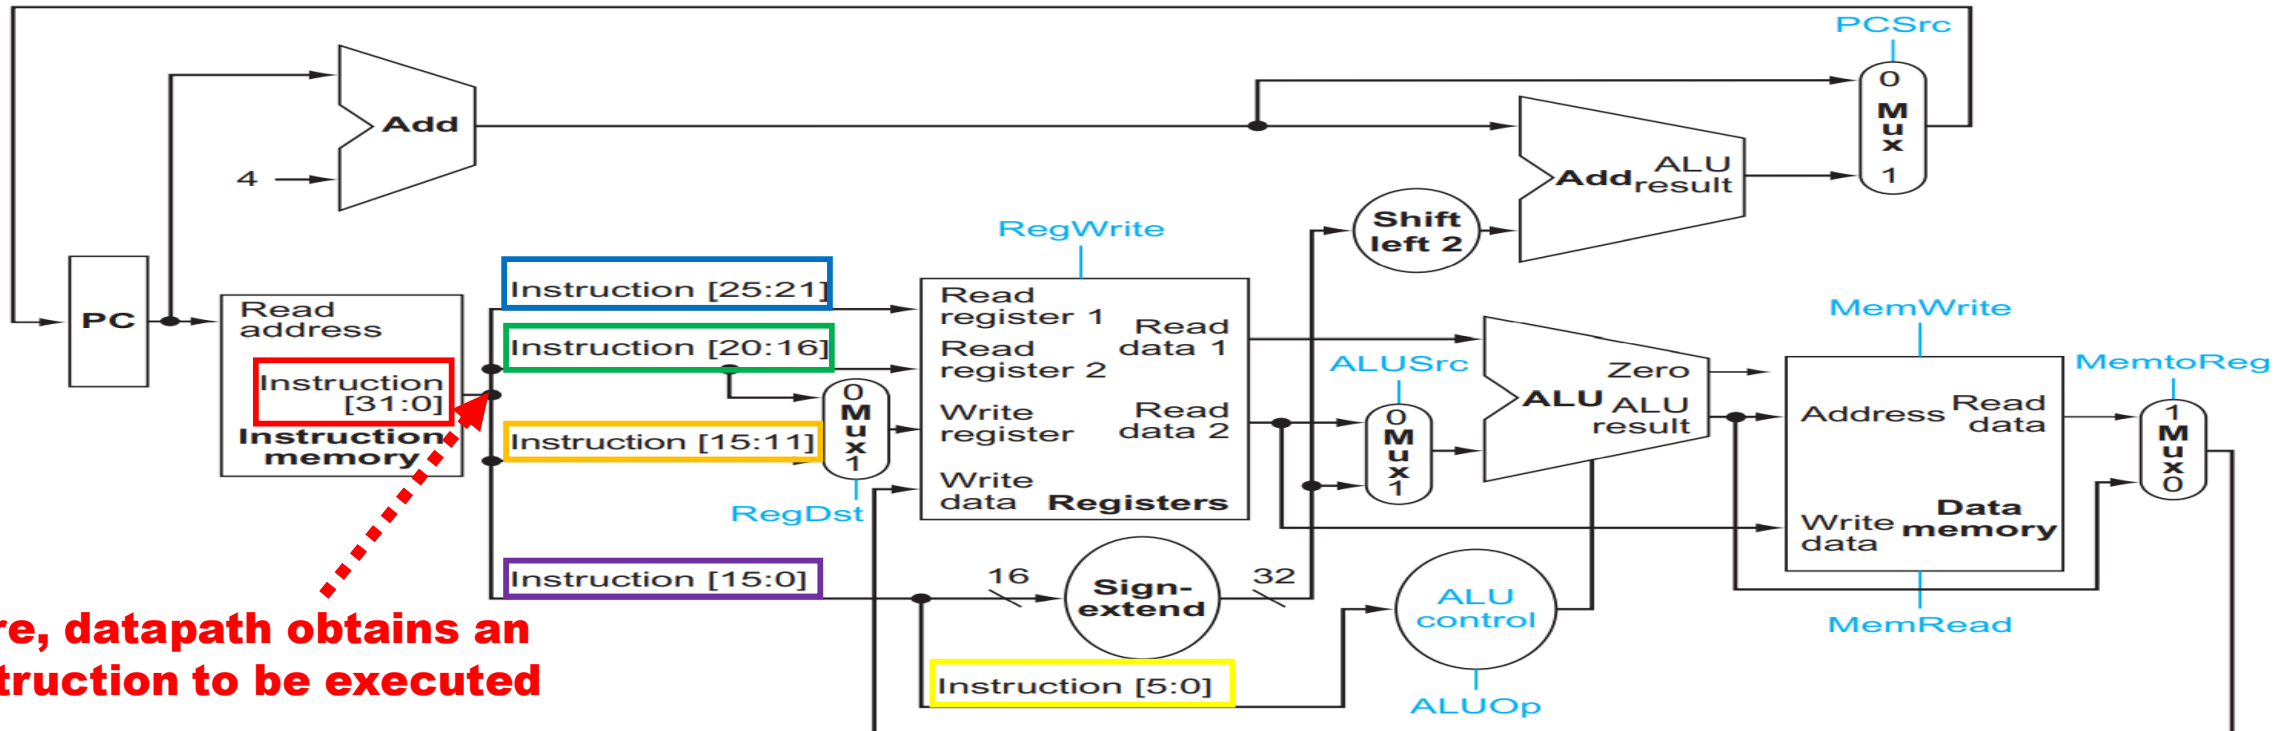 PCSrc
0
M
u
x
1
Add
4
Add
ALU
result
Shift
left 2
RegWrite
PC
Read
address
Instruction
[31:0]
Instruction
memory
Instruction [25:21]
Instruction [20:16]
Instruction [15:11]
Instruction [15:0]
Instruction [5:0]
0
M
u
x
1
RegDst
Read
register 1
Read
register 2
Write
register
Write
data
Read
data 1
Read
data 2
Registers
16
Sign-
extend
32
ALUSrc
0
M
u
x
1
Zero
ALU
ALU
result
ALU
control
ALUOp
MemWrite
Address
Read
data
Write
data
Data
memory
MemRead
MemtoReg
1
M
u
x
0
re, datapath obtains an
truction to be executed